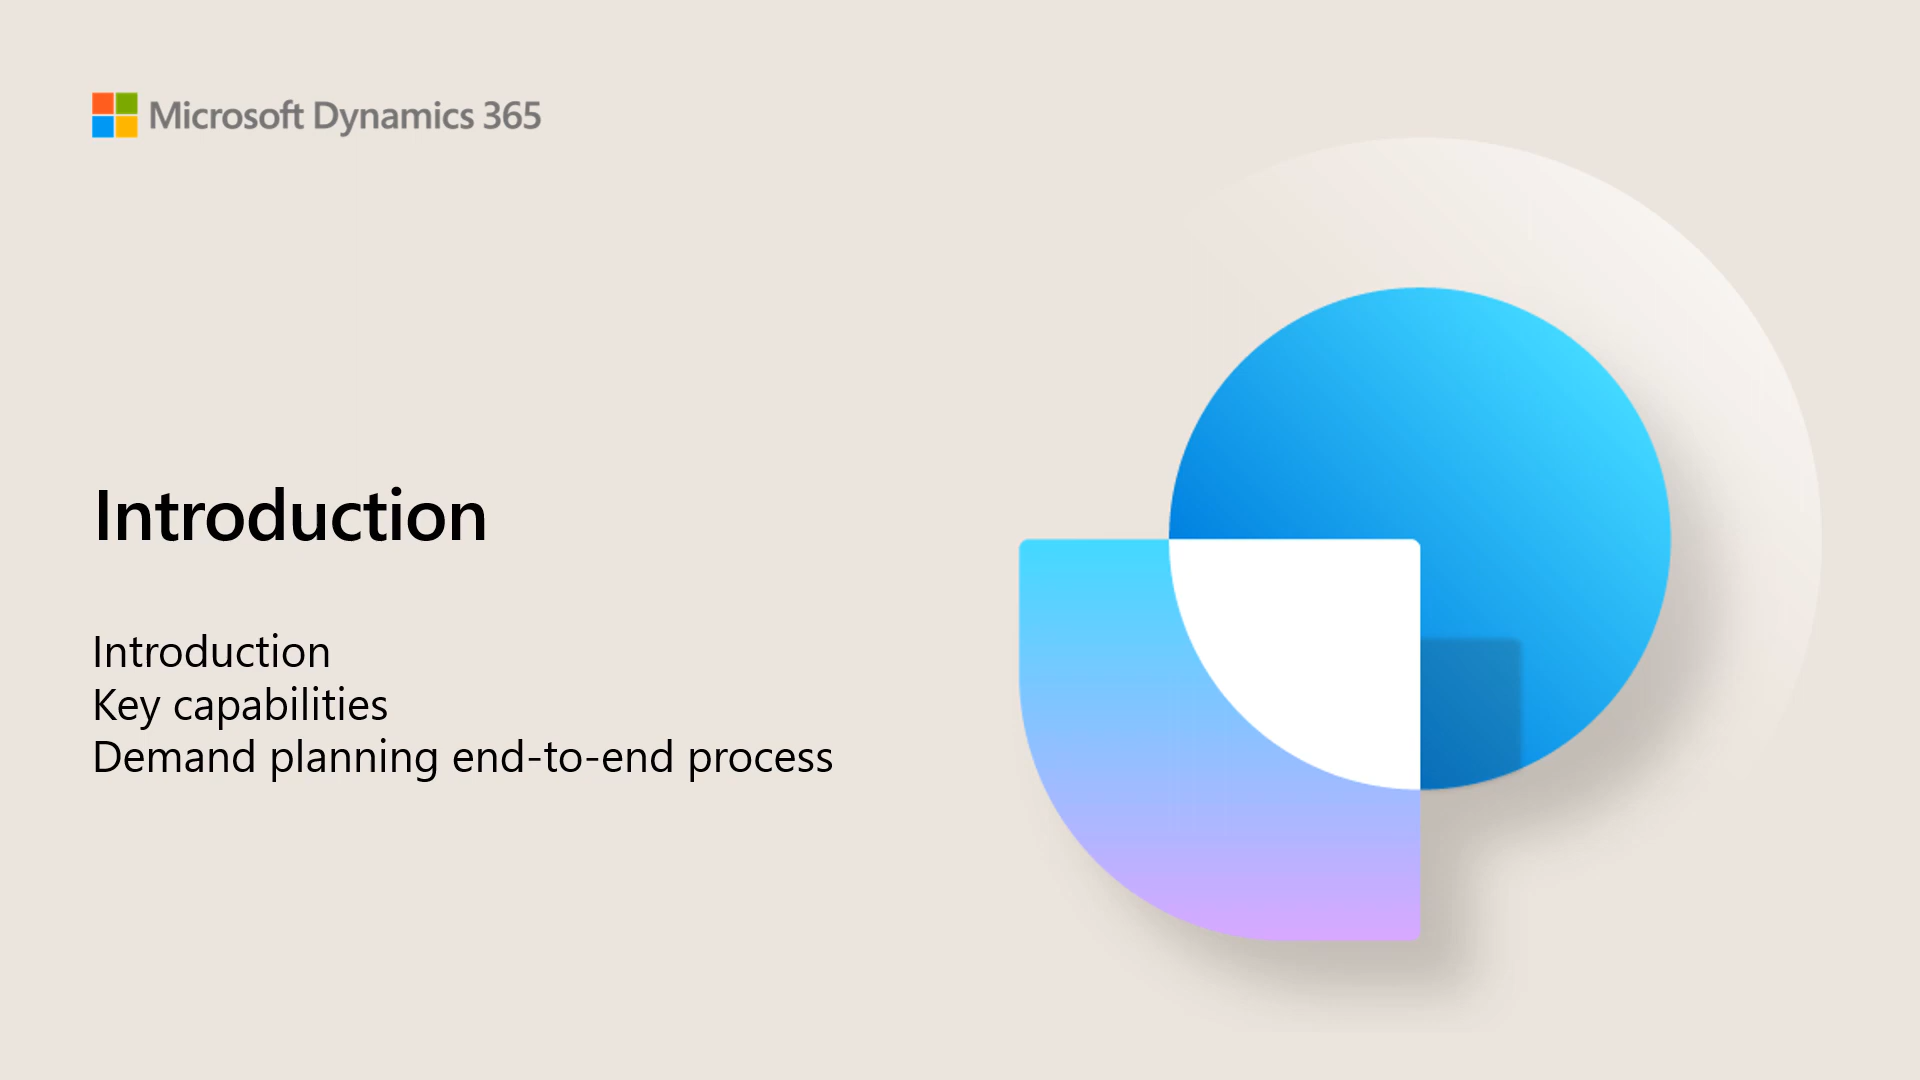 Microsoft Dynamics 365
Introduction
Introduction
Key capabilities
Demand planning end-to-end process